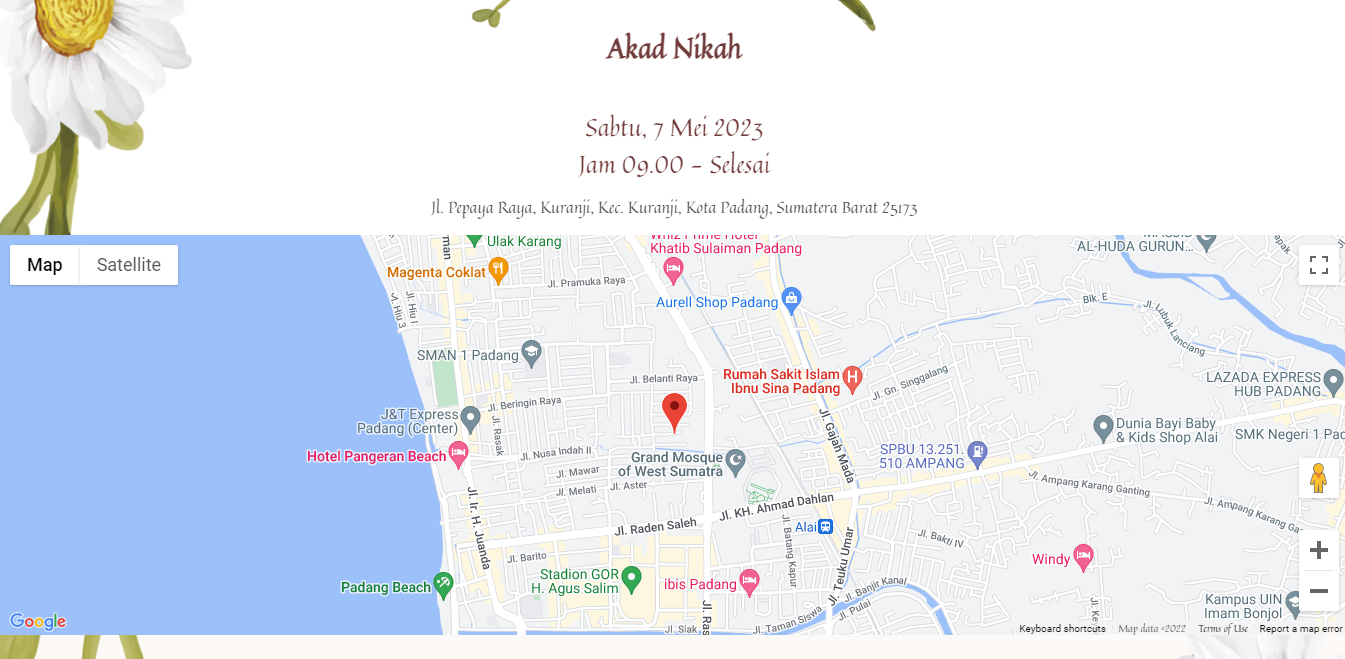 Akad Nikah
Sabtu, 7 Mei 2023
Jam 09.00 - Selesai
Jl. Pepaya Raya, Kuranji, Kec. Kuranji, Kota Padang, Sumatera Barat 25173
Map
Satellite
Ulak Karang
Whiz Prime Hotel
Khatib Sulaiman Padang
AL-HUDA GURUN...
Magenta Coklat
Jl. Pramuka Raya
Jl. Hiu I
Jl. Hiu 3
Aurell Shop Padang
Blk. E
Jl. Lubuk Lanciang
SMAN 1 Padang
Jl. Belanti Raya
Rumah Sakit Islam
Ibnu Sina Padang
Jl. Gn. Singgalang
LAZADA EXPRESS
HUB PADANG
Jl. Beringin Raya
J&T Express
Padang (Center)
Jl. Rasak
Jl. Gajah Mada
Dunia Bayi Baby
& Kids Shop Alai
SMK Negeri 1 Pad
Hotel Pangeran Beach
Jl. Nusa Indah II
Grand Mosque
of West Sumatra
SPBU 13.251.
510 AMPANG
Jl. Mawar
Jl. Melati
Jl. Aster
Jl. Ampang Karang Ganting
Jl. Ampang Karang Ga
Jl. KH. Ahmad Dahlan
Jl. Raden Saleh
Jl. Ir. H. Juanda
Alai
Jl. Batang Kapur
Jl. Teuku Umar
Jl. Bakti IV
Jl. Barito
Windy
Padang Beach
Stadion GOR
H. Agus Salim
ibis Padang
Jl. Banjir Kanal
Jl. Pulai
Kampus UIN
Imam Bonjol
Jl. Siak
Jl. Ras
Jl. Taman Siswa
Google
Keyboard shortcuts
Map data ©2022
Terms of Use
Report a map error